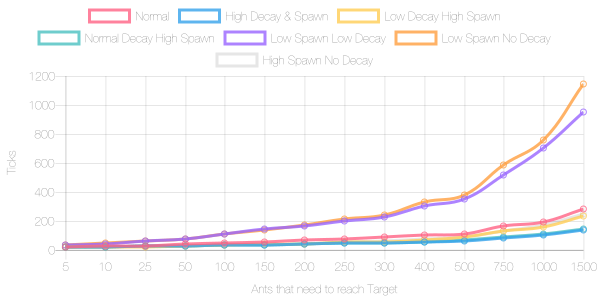 Normal High Decay & Spawn Low Decay High Spawn
Normal Decay High Spawn Low Spawn Low Decay Low Spawn No Decay
High Spawn No Decay
1200
1000
800
600
400
200
0
Ticks
5 10 25 50 75 100 150 250 300 400 500 750 1000 1500
Ants that need to reach Target